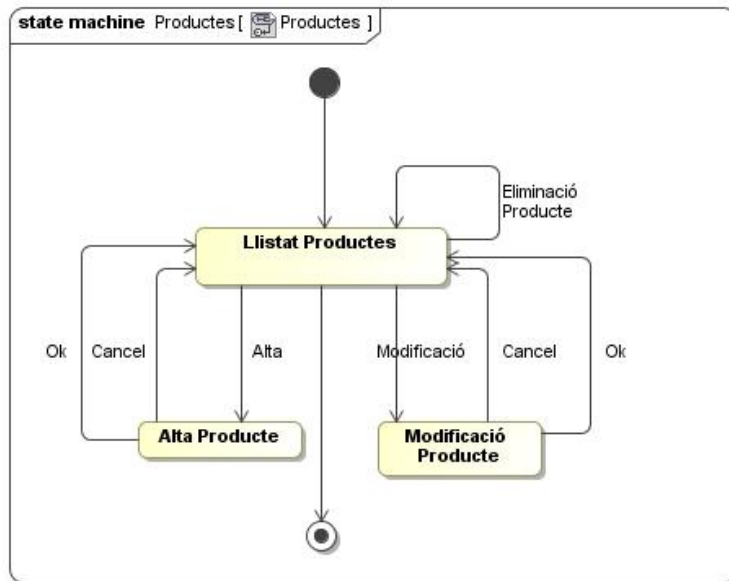 state machine Productes [ Productes ]
Eliminació
Producte
Llistat Productes
Ok
Cancel
Alta
Modificació
Cancel
Ok
Alta Producte
Modificació
Producte